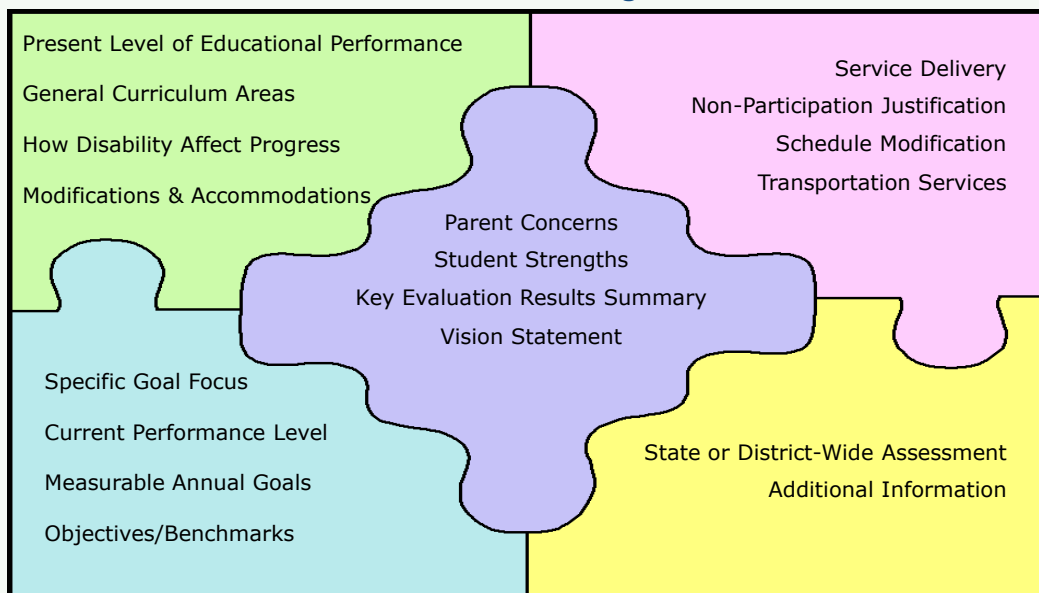 Present Level of Educational Performance
General Curriculum Areas
How Disability Affect Progress
Modifications & Accommodations
Service Delivery
Non-Participation Justification
Schedule Modification
Transportation Services
Parent Concerns
Student Strengths
Key Evaluation Results Summary
Vision Statement
Specific Goal Focus
Current Performance Level
Measurable Annual Goals
Objectives/Benchmarks
State or District-Wide Assessment
Additional Information